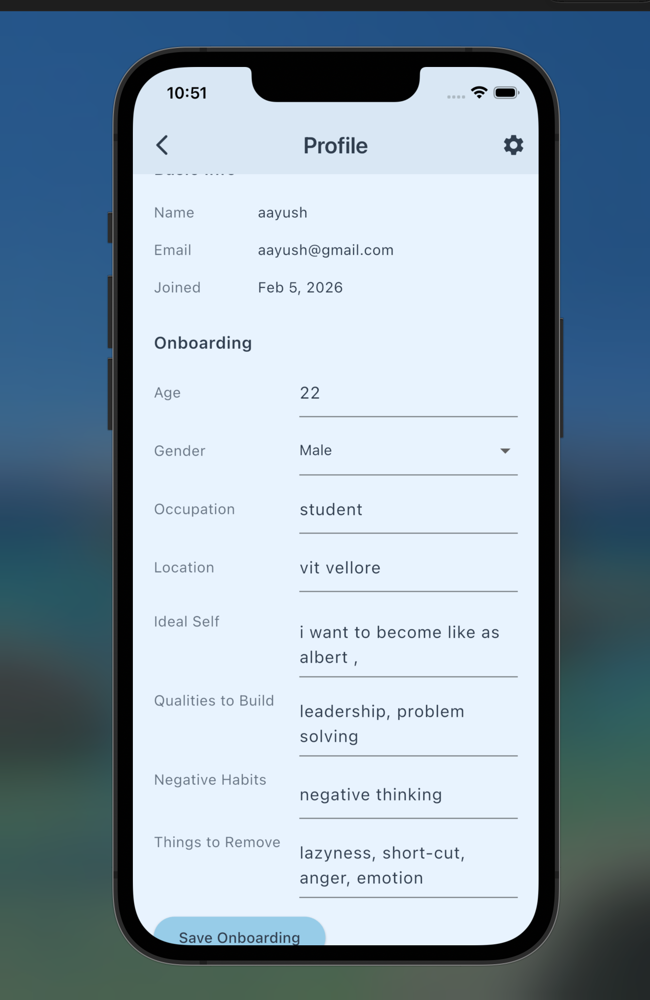 10:51
Profile
Name
aayush
Email
aayush@gmail.com
Joined
Feb 5, 2026
Onboarding
Age
22
Gender
Male
Occupation
student
Location
vit vellore
Ideal Self
i want to become like as
albert ,
Qualities to Build
leadership, problem
solving
Negative Habits
negative thinking
Things to Remove
lazyness, short-cut,
anger, emotion
Save Onboarding